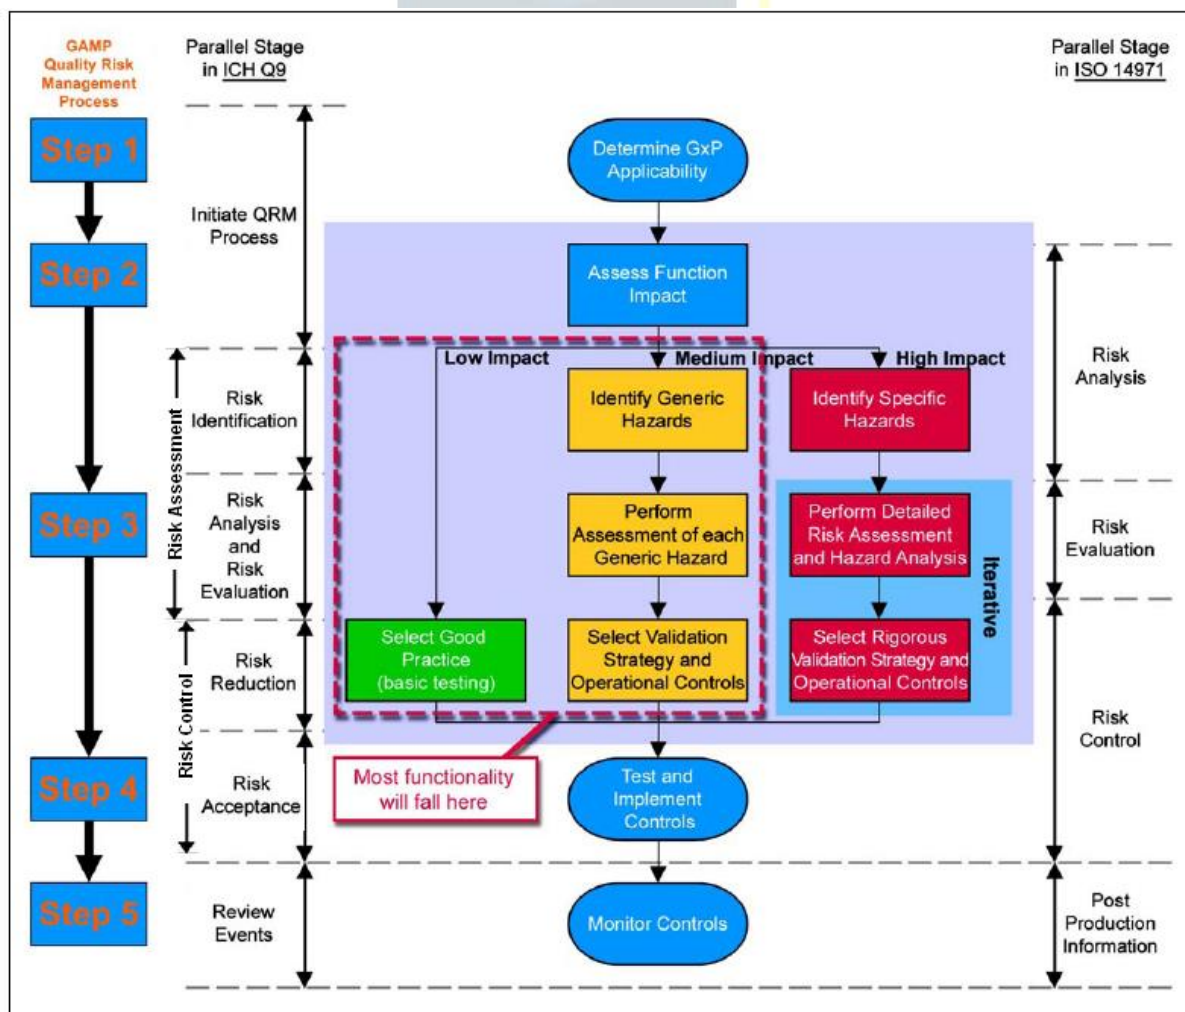 GAMP
Quality Risk
Management
Process
Parallel Stage
in ICH Q9
Parallel Stage
in ISO 14971
Step 1
Determine GxP
Applicability
Initiate QRM
Process
Step 2
Assess Function
Impact
Low Impact
Medium Impact
High Impact
Risk
Analysis
Risk Assessment
Risk
Identification
Identify Generic
Hazards
Identify Specific
Hazards
Step 3
Risk
Analysis
and
Risk
Evaluation
Perform
Assessment of each
Generic Hazard
Perform Detailed
Risk Assessment
and Hazard Analysis
Iterative
Risk
Evaluation
Risk Control
Risk
Reduction
Select Good
Practice
(basic testing)
Select Validation
Strategy and
Operational Controls
Select Rigorous
Validation Strategy and
Operational Controls
Risk
Control
Most functionality
will fall here
Step 4
Risk
Acceptance
Test and
Implement
Controls
Step 5
Review
Events
Monitor Controls
Post
Production
Information